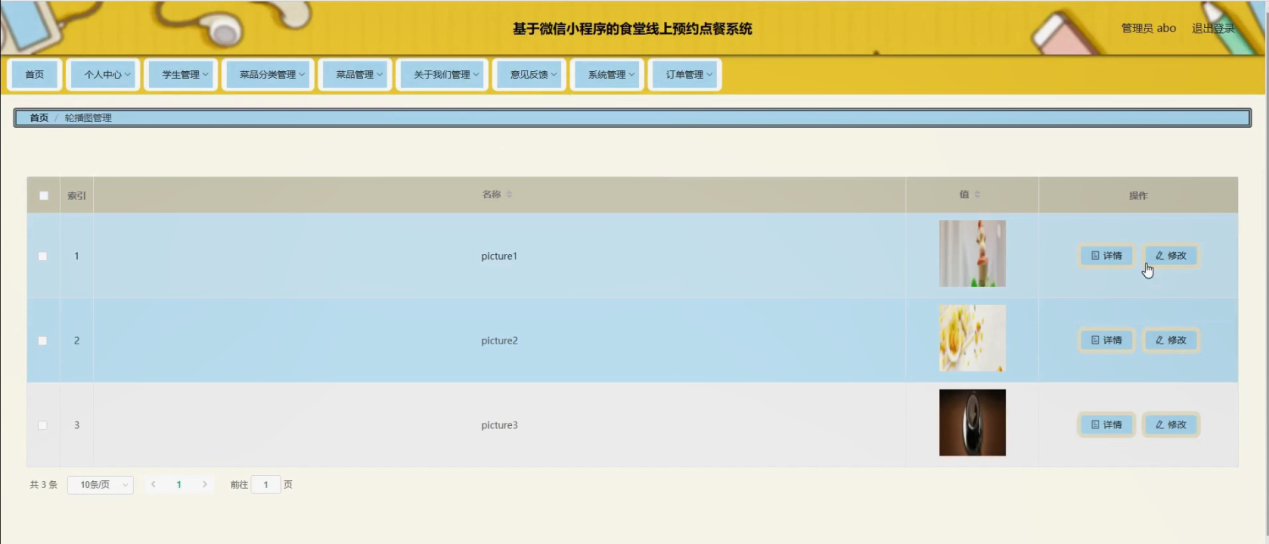 基于微信小程序的食堂线上预约点餐系统
管理员 abo 退出登录
首页 个人中心 学生管理 菜品分类管理 菜品管理 关于我们管理 意见反馈 系统管理 订单管理
首页 / 轮播图管理
索引 名称 值 操作
1 picture1 详情 修改
2 picture2 详情 修改
3 picture3 详情 修改
共 3 条 10条/页 1 前往 1 页